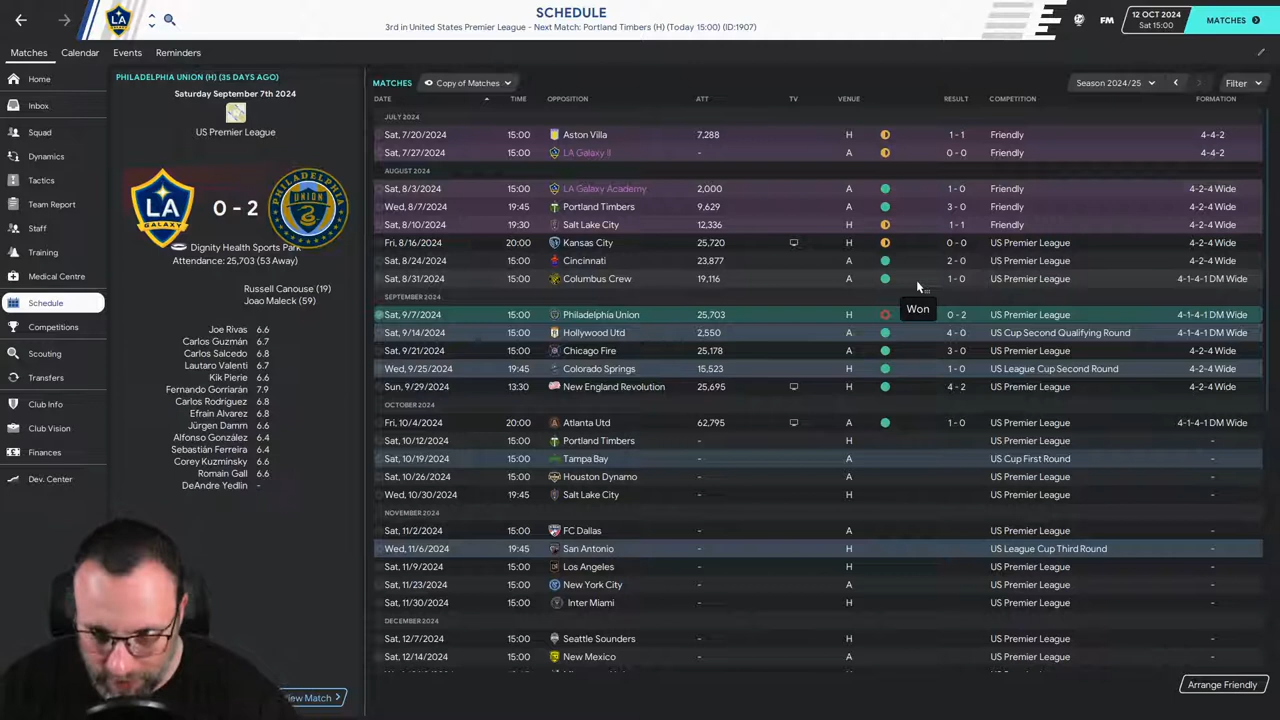 SCHEDULE
3rd in United States Premier League - Next Match: Portland Timbers (H) (Today 15:00) (ID:1907)
FM
12 OCT 2024
Sat 15:00
MATCHES
Matches Calendar Events Reminders
Home
Inbox
Squad
Dynamics
Tactics
Team Report
Staff
Training
Medical Centre
Schedule
Competitions
Scouting
Transfers
Club Info
Club Vision
Finances
Dev. Center
PHILADELPHIA UNION (H) (35 DAYS AGO)
Saturday September 7th 2024
US Premier League
LA
GALAXY
0 - 2
UNION
Dignity Health Sports Park
Attendance: 25,703 (53 Away)
Russell Canouse (19)
Joao Maleck (59)
Joe Rivas 6.6
Carlos Guzmán 6.7
Carlos Salcedo 6.8
Lautaro Valenti 6.7
Kik Pierie 6.6
Fernando Gorriarán 7.9
Carlos Rodriguez 6.8
Efrain Alvarez 6.8
Jürgen Damm 6.6
Alfonso González 6.4
Sebastián Ferreira 6.4
Corey Kuzminsky 6.6
Romain Gall 6.6
DeAndre Yedlin -
View Match
MATCHES Copy of Matches Season 2024/25 Filter
DATE TIME OPPOSITION ATT TV VENUE RESULT COMPETITION FORMATION
JULY 2024
Sat, 7/20/2024 15:00 Aston Villa 7,288 H 1 - 1 Friendly 4-4-2
Sat, 7/27/2024 15:00 LA Galaxy II - A 0 - 0 Friendly 4-4-2
AUGUST 2024
Sat, 8/3/2024 15:00 LA Galaxy Academy 2,000 A 1 - 0 Friendly 4-2-4 Wide
Wed, 8/7/2024 19:45 Portland Timbers 9,629 A 3 - 0 Friendly 4-2-4 Wide
Sat, 8/10/2024 19:30 Salt Lake City 12,336 H 1 - 1 Friendly 4-2-4 Wide
Fri, 8/16/2024 20:00 Kansas City 25,720 H 0 - 0 US Premier League 4-2-4 Wide
Sat, 8/24/2024 15:00 Cincinnati 23,877 A 2 - 0 US Premier League 4-2-4 Wide
Sat, 8/31/2024 15:00 Columbus Crew 19,116 A 1 - 0 US Premier League 4-1-4-1 DM Wide
SEPTEMBER 2024
Won
Sat, 9/7/2024 15:00 Philadelphia Union 25,703 H 0 - 2 US Premier League 4-1-4-1 DM Wide
Sat, 9/14/2024 15:00 Hollywood Utd 2,550 A 4 - 0 US Cup Second Qualifying Round 4-1-4-1 DM Wide
Sat, 9/21/2024 15:00 Chicago Fire 25,178 A 3 - 0 US Premier League 4-2-4 Wide
Wed, 9/25/2024 19:45 Colorado Springs 15,523 A 1 - 0 US League Cup Second Round 4-2-4 Wide
Sun, 9/29/2024 13:30 New England Revolution 25,695 H 4 - 2 US Premier League 4-2-4 Wide
OCTOBER 2024
Fri, 10/4/2024 20:00 Atlanta Utd 62,795 A 1 - 0 US Premier League 4-1-4-1 DM Wide
Sat, 10/12/2024 15:00 Portland Timbers - H US Premier League -
Sat, 10/19/2024 15:00 Tampa Bay - A US Cup First Round -
Sat, 10/26/2024 15:00 Houston Dynamo - A US Premier League -
Wed, 10/30/2024 19:45 Salt Lake City - H US Premier League -
NOVEMBER 2024
Sat, 11/2/2024 15:00 FC Dallas - A US Premier League -
Wed, 11/6/2024 19:45 San Antonio - H US League Cup Third Round -
Sat, 11/9/2024 15:00 Los Angeles - H US Premier League -
Sat, 11/23/2024 15:00 New York City - A US Premier League -
Sat, 11/30/2024 15:00 Inter Miami - H US Premier League -
DECEMBER 2024
Sat, 12/7/2024 15:00 Seattle Sounders - H US Premier League -
Sat, 12/14/2024 15:00 New Mexico - A US Premier League -
Arrange Friendly